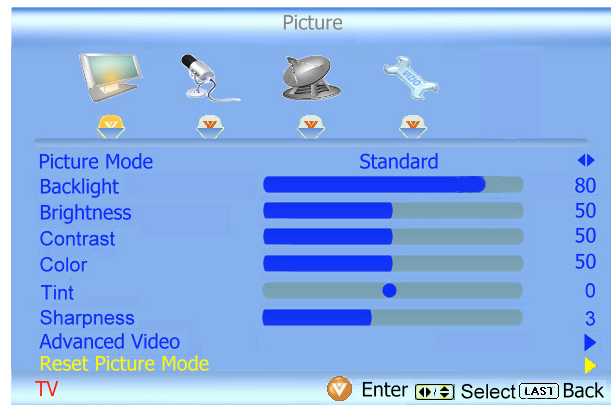 Picture
Picture Mode Standard
Backlight 80
Brightness 50
Contrast 50
Color 50
Tint 0
Sharpness 3
Advanced Video
Reset Picture Mode
TV Enter Select LAST Back